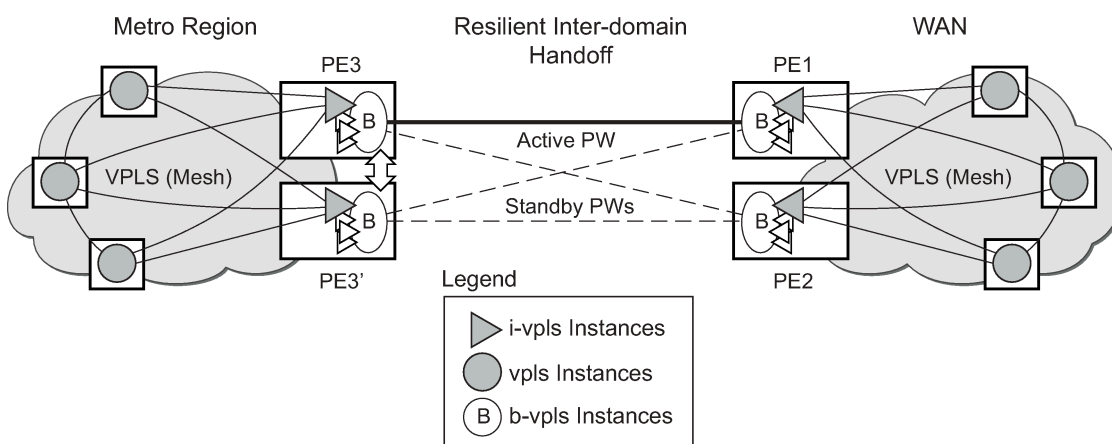 Metro Region
Resilient Inter-domain
Handoff
WAN
PE3
PE1
B
B
Active PW
VPLS (Mesh)
VPLS (Mesh)
Standby PWs
B
B
PE3’
PE2
Legend
i-vpls Instances
vpls Instances
B
b-vpls Instances